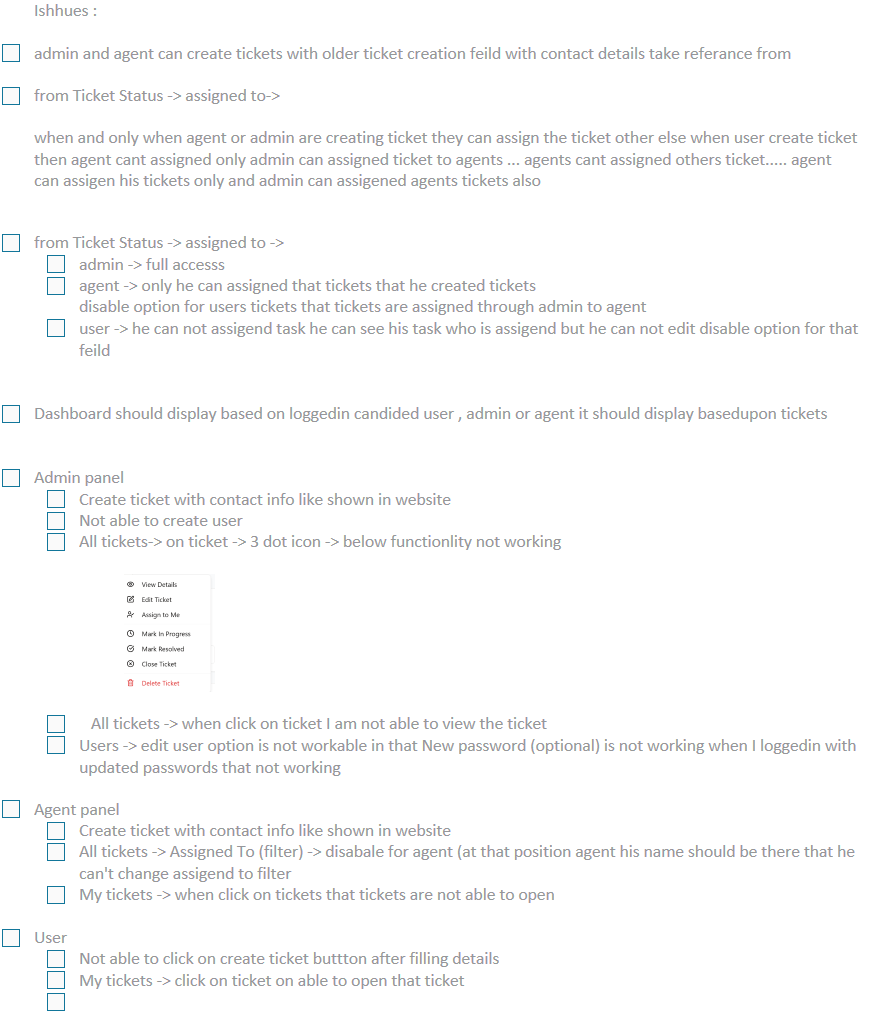 Ishhues :
admin and agent can create tickets with older ticket creation feild with contact details take referance from
from Ticket Status -> assigned to->
when and only when agent or admin are creating ticket they can assign the ticket other else when user create ticket
then agent cant assigned only admin can assigned ticket to agents ... agents cant assigned others ticket..... agent
can assigen his tickets only and admin can assigened agents tickets also
from Ticket Status -> assigned to ->
admin -> full accesss
agent -> only he can assigned that tickets that he created tickets
disable option for users tickets that tickets are assigned through admin to agent
user -> he can not assigend task he can see his task who is assigend but he can not edit disable option for that
feild
Dashboard should display based on loggedin candided user , admin or agent it should display basedupon tickets
Admin panel
Create ticket with contact info like shown in website
Not able to create user
All tickets-> on ticket -> 3 dot icon -> below functionlity not working
View Details
Edit Ticket
Assign to Me
Mark In Progress
Mark Resolved
Close Ticket
Delete Ticket
All tickets -> when click on ticket I am not able to view the ticket
Users -> edit user option is not workable in that New password (optional) is not working when I loggedin with
updated passwords that not working
Agent panel
Create ticket with contact info like shown in website
All tickets -> Assigned To (filter) -> disabale for agent (at that position agent his name should be there that he
can't change assigend to filter
My tickets -> when click on tickets that tickets are not able to open
User
Not able to click on create ticket buttton after filling details
My tickets -> click on ticket on able to open that ticket